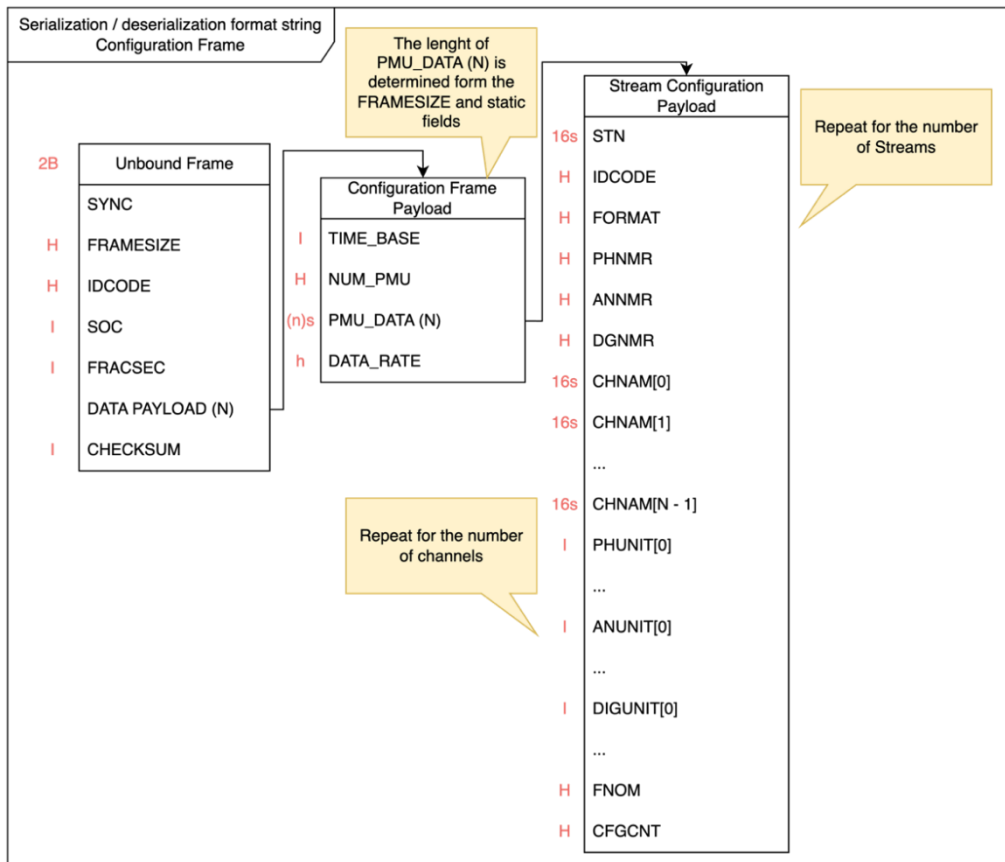 Serialization / deserialization format string
Configuration Frame
The lenght of
PMU_DATA (N) is
determined form the
FRAMESIZE and static
fields
2B
Unbound Frame
SYNC
H FRAMESIZE
H IDCODE
I SOC
I FRACSEC
DATA PAYLOAD (N)
I CHECKSUM
Configuration Frame
Payload
I TIME_BASE
H NUM_PMU
(n)s PMU_DATA (N)
h DATA_RATE
Stream Configuration
Payload
16s STN
H IDCODE
H FORMAT
H PHNMR
H ANNMR
H DGNMR
16s CHNAM[0]
16s CHNAM[1]
...
16s CHNAM[N - 1]
I PHUNIT[0]
...
I ANUNIT[0]
...
I DIGUNIT[0]
...
H FNOM
H CFGCNT
Repeat for the number
of Streams
Repeat for the number
of channels